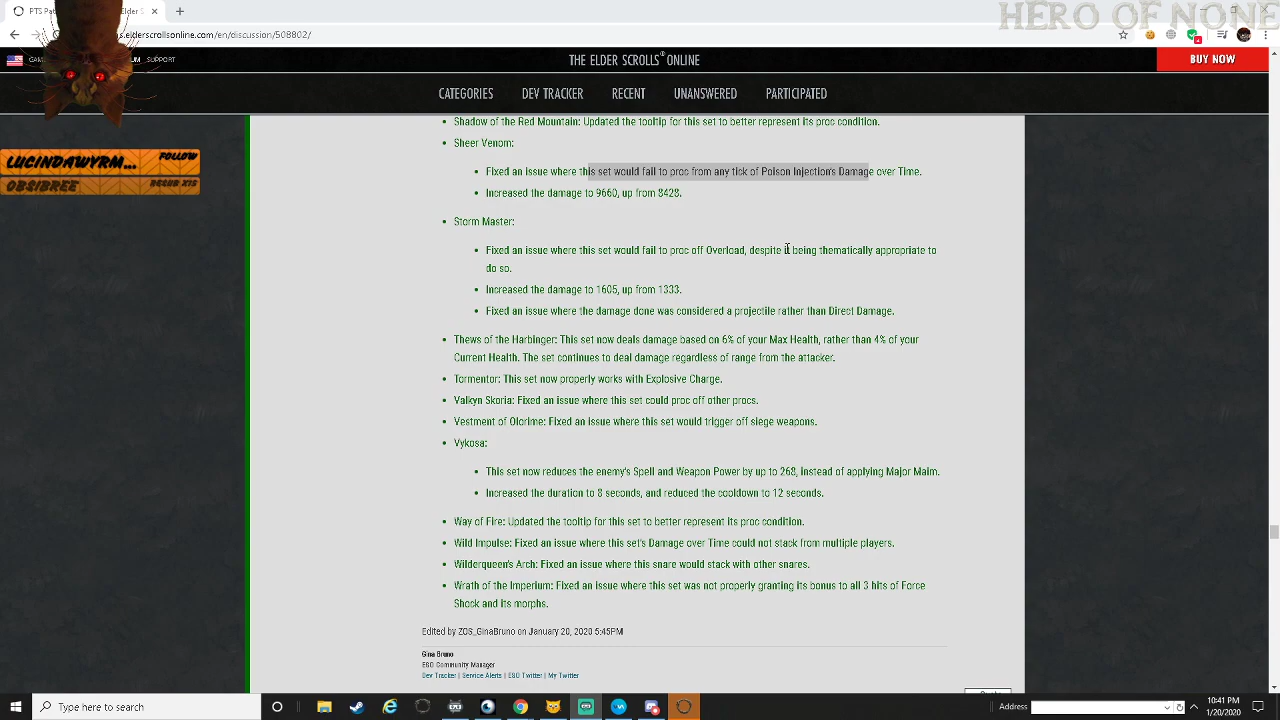 HERO OF NONE
PTS Pa
Elder S
s.elderscrollsonline.com/en/discussion/508802/
GAM
UM SUPPORT
THE ELDER SCROLLS® ONLINE
BUY NOW
CATEGORIES DEV TRACKER RECENT UNANSWERED PARTICIPATED
LUCINDAWYRM... FOLLOW
OBSIBREE RESUB X15
• Shadow of the Red Mountain: Updated the tooltip for this set to better represent its proc condition.
• Sheer Venom:
• Fixed an issue where this set would fail to proc from any tick of Poison Injection's Damage over Time.
• Increased the damage to 9660, up from 8428.
• Storm Master:
• Fixed an issue where this set would fail to proc off Overload, despite it being thematically appropriate to
do so.
• Increased the damage to 1605, up from 1333.
• Fixed an issue where the damage done was considered a projectile rather than Direct Damage.
• Thews of the Harbinger: This set now deals damage based on 6% of your Max Health, rather than 4% of your
Current Health. The set continues to deal damage regardless of range from the attacker.
• Tormentor: This set now properly works with Explosive Charge.
• Valkyn Skoria: Fixed an issue where this set could proc off other procs.
• Vestment of Olorime: Fixed an issue where this set would trigger off siege weapons.
• Vykosa:
• This set now reduces the enemy's Spell and Weapon Power by up to 268, instead of applying Major Maim.
• Increased the duration to 8 seconds, and reduced the cooldown to 12 seconds.
• Way of Fire: Updated the tooltip for this set to better represent its proc condition.
• Wild Impulse: Fixed an issue where this set's Damage over Time could not stack from multiple players.
• Wilderqueen's Arch: Fixed an issue where this snare would stack with other snares.
• Wrath of the Imperium: Fixed an issue where this set was not properly granting its bonus to all 3 hits of Force
Shock and its morphs.
Edited by ZOS_GinaBruno on January 20, 2020 5:45PM
Gina Bruno
ESO Community Manager
Dev Tracker | Service Alerts | ESO Twitter | My Twitter
Type here to search
Address
10:41 PM
1/20/2020